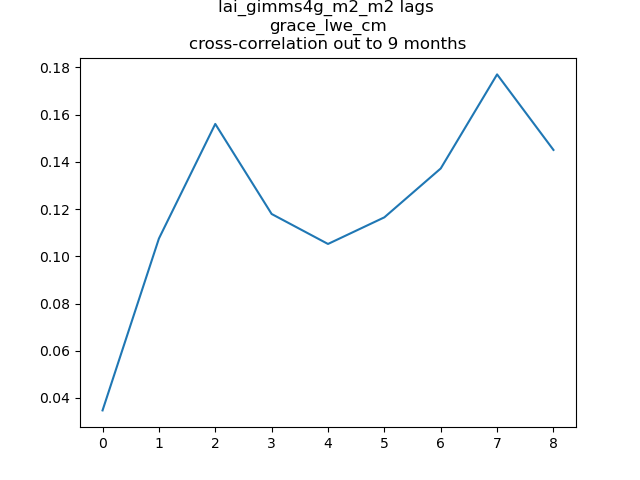 lai_gimms4g_m2_m2 lags
grace_lwe_cm
cross-correlation out to 9 months
0.18
0.16
0.14
0.12
0.10
0.08
0.06
0.04
0 1 2 3 4 5 6 7 8